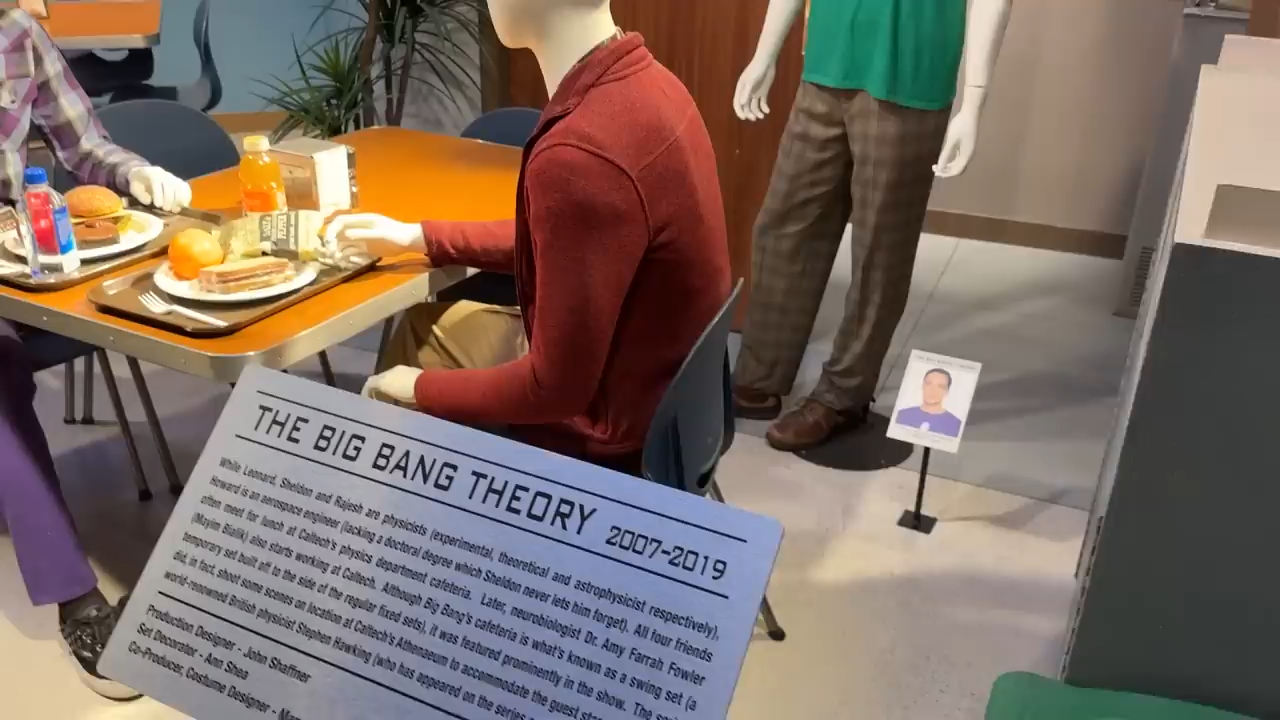 THE BIG BANG THEORY 2007-2019
While Leonard, Sheldon and Rajesh are physicists (experimental, theoretical and astrophysicist respectively),
Howard is an aerospace engineer (lacking a doctoral degree which Sheldon never lets him forget). All four friends
often meet for lunch at Caltech's physics department cafeteria. Later, neurobiologist Dr. Amy Farrah Fowler
(Mayim Bialik) also starts working at Caltech. Although Big Bang's cafeteria is what's known as a swing set (a
temporary set built off to the side of the regular fixed sets), it was featured prominently in the show. The
did, in fact, shoot some scenes on location at Caltech's Athenaeum to accommodate the guest
world-renowned British physicist Stephen Hawking (who has appeared on the series
Production Designer - John Shaffner
Set Decorator - Ann Shea
Co-Producer, Costume Designer -